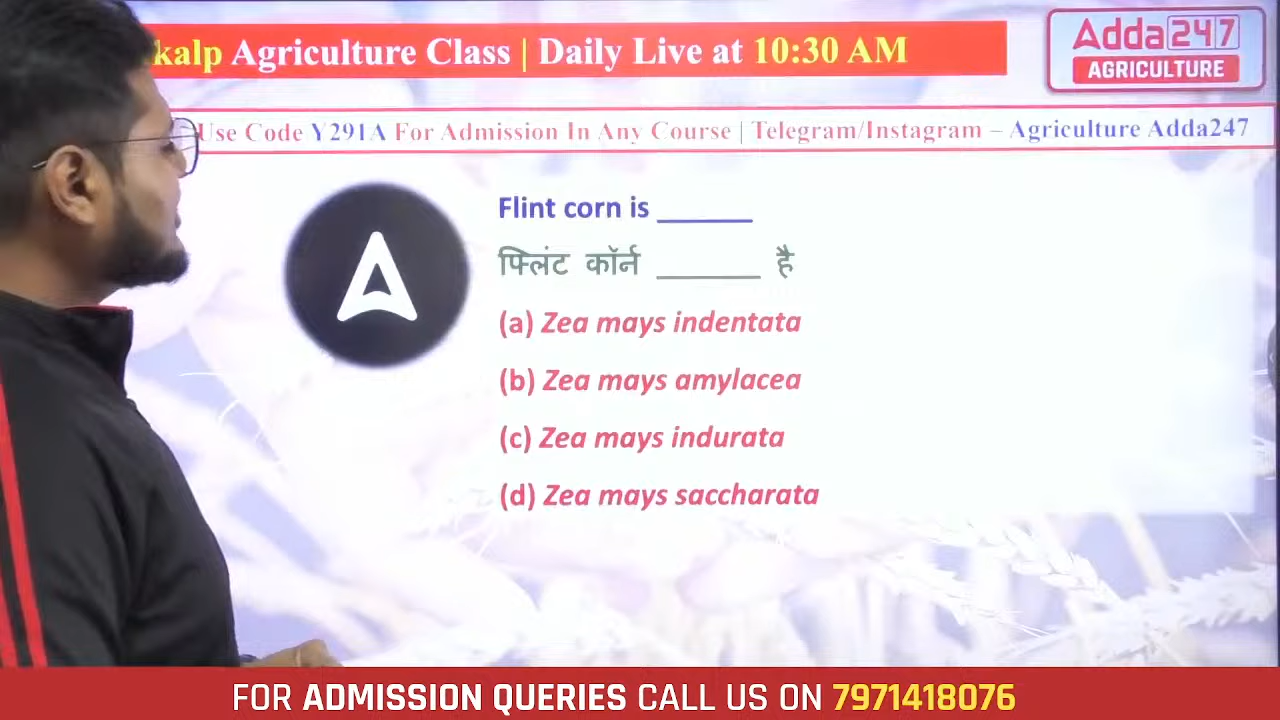 kalp Agriculture Class | Daily Live at 10:30 AM
Adda247
AGRICULTURE
Use Code Y291A For Admission In Any Course | Telegram/Instagram – Agriculture Adda247
Flint corn is ______
फ्लिंट कॉर्न ______ है
(a) Zea mays indentata
(b) Zea mays amylacea
(c) Zea mays indurata
(d) Zea mays saccharata
FOR ADMISSION QUERIES CALL US ON 7971418076